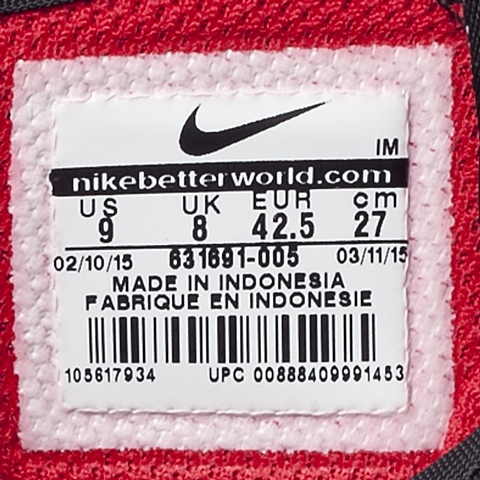 IM
nikebetterworld.com
US UK EUR cm
9 8 42.5 27
02/10/15 631691-005 03/11/15
MADE IN INDONESIA
FABRIQUE EN INDONESIE
105617934 UPC 00888409991453